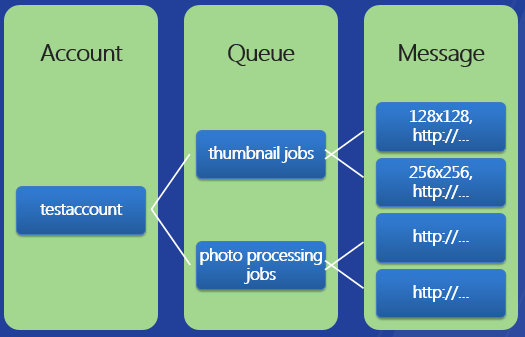 Account
Queue
Message
testaccount
thumbnail jobs
photo processing
jobs
128x128,
http://...
256x256,
http://...
http://...
http://...